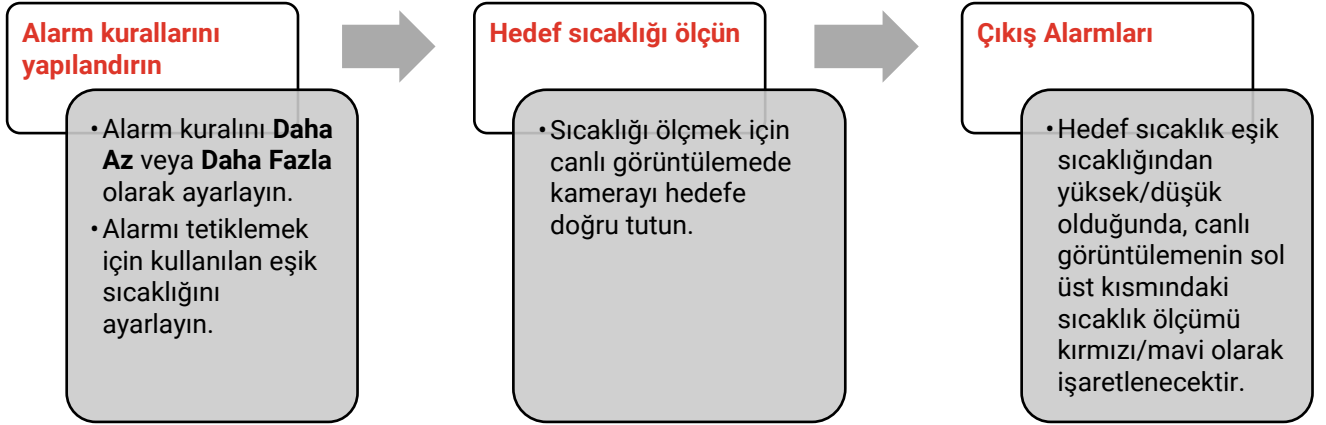 Alarm kurallarını
yapılandırın
•Alarm kuralını Daha
Az veya Daha Fazla
olarak ayarlayın.
•Alarmı tetiklemek
için kullanılan eşik
sıcaklığını
ayarlayın.
Hedef sıcaklığı ölçün
•Sıcaklığı ölçmek için
canlı görüntülemede
kamerayı hedefe
doğru tutun.
Çıkış Alarmları
•Hedef sıcaklık eşik
sıcaklığından
yüksek/düşük
olduğunda, canlı
görüntülemenin sol
üst kısmındaki
sıcaklık ölçümü
kırmızı/mavi olarak
işaretlenecektir.